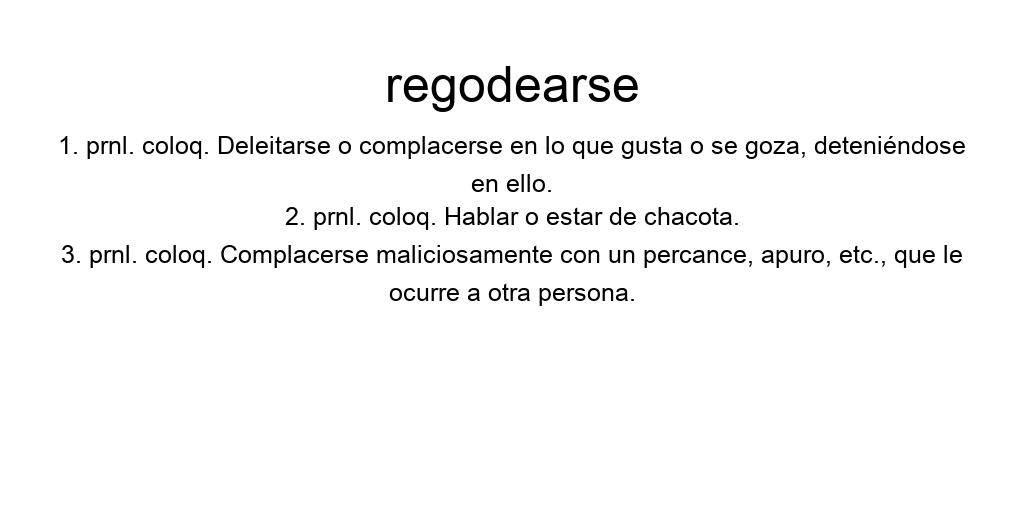 regodearse
1. prnl. coloq. Deleitarse o complacerse en lo que gusta o se goza, deteniéndose
en ello.
2. prnl. coloq. Hablar o estar de chacota.
3. prnl. coloq. Complacerse maliciosamente con un percance, apuro, etc., que le
ocurre a otra persona.